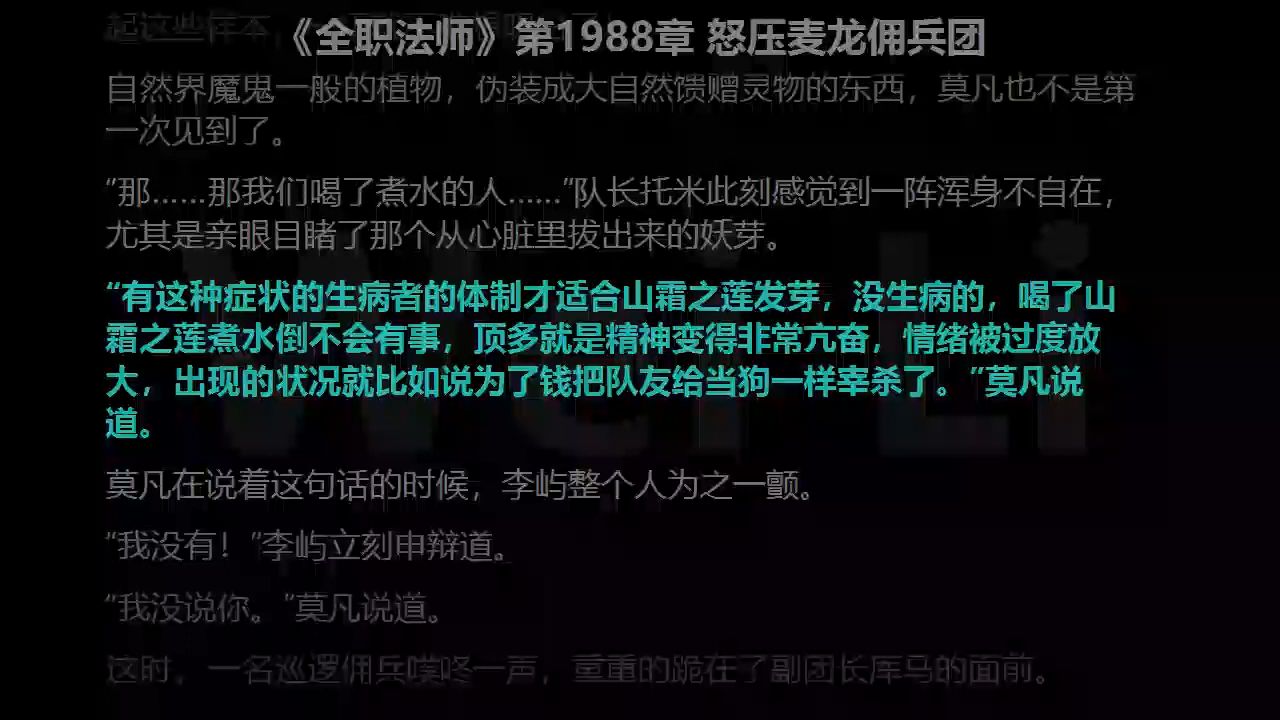 起这些样本，
《全职法师》第1988章 怒压麦龙佣兵团
自然界魔鬼一般的植物，伪装成大自然馈赠灵物的东西，莫凡也不是第
一次见到了。
“那……那我们喝了煮水的人……”队长托米此刻感觉到一阵浑身不自在，
尤其是亲眼目睹了那个从心脏里拔出来的妖芽。
“有这种症状的生病者的体制才适合山霜之莲发芽，没生病的，喝了山
霜之莲煮水倒不会有事，顶多就是精神变得非常亢奋，情绪被过度放
大，出现的状况就比如说为了钱把队友给当狗一样宰杀了。”莫凡说
道。
莫凡在说着这句话的时候，李屿整个人为之一颤。
“我没有！”李屿立刻申辩道。
“我没说你。”莫凡说道。
这时，一名巡逻佣兵噗咚一声，重重的跪在了副团长库马的面前。
Wei Li